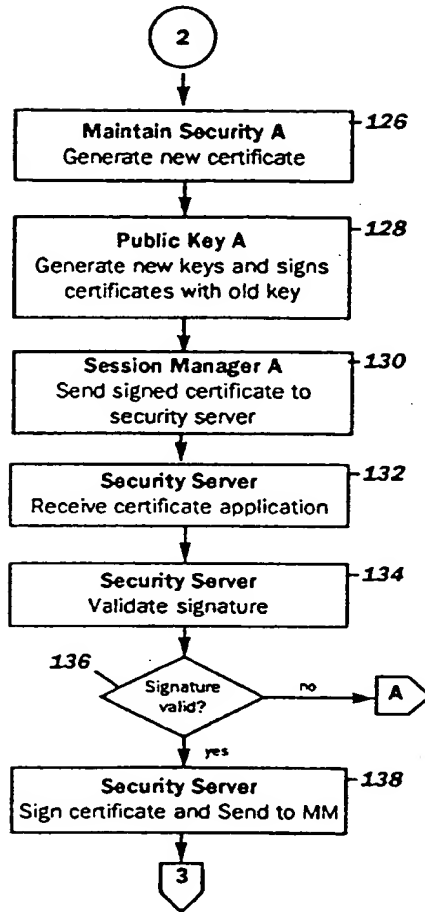 2
126
Maintain Security A
Generate new certificate
128
Public Key A
Generate new keys and signs
certificates with old key
130
Session Manager A
Send signed certificate to
security server
132
Security Server
Receive certificate application
134
Security Server
Validate signature
136
Signature
valid?
no
A
yes
138
Security Server
Sign certificate and Send to MM
3